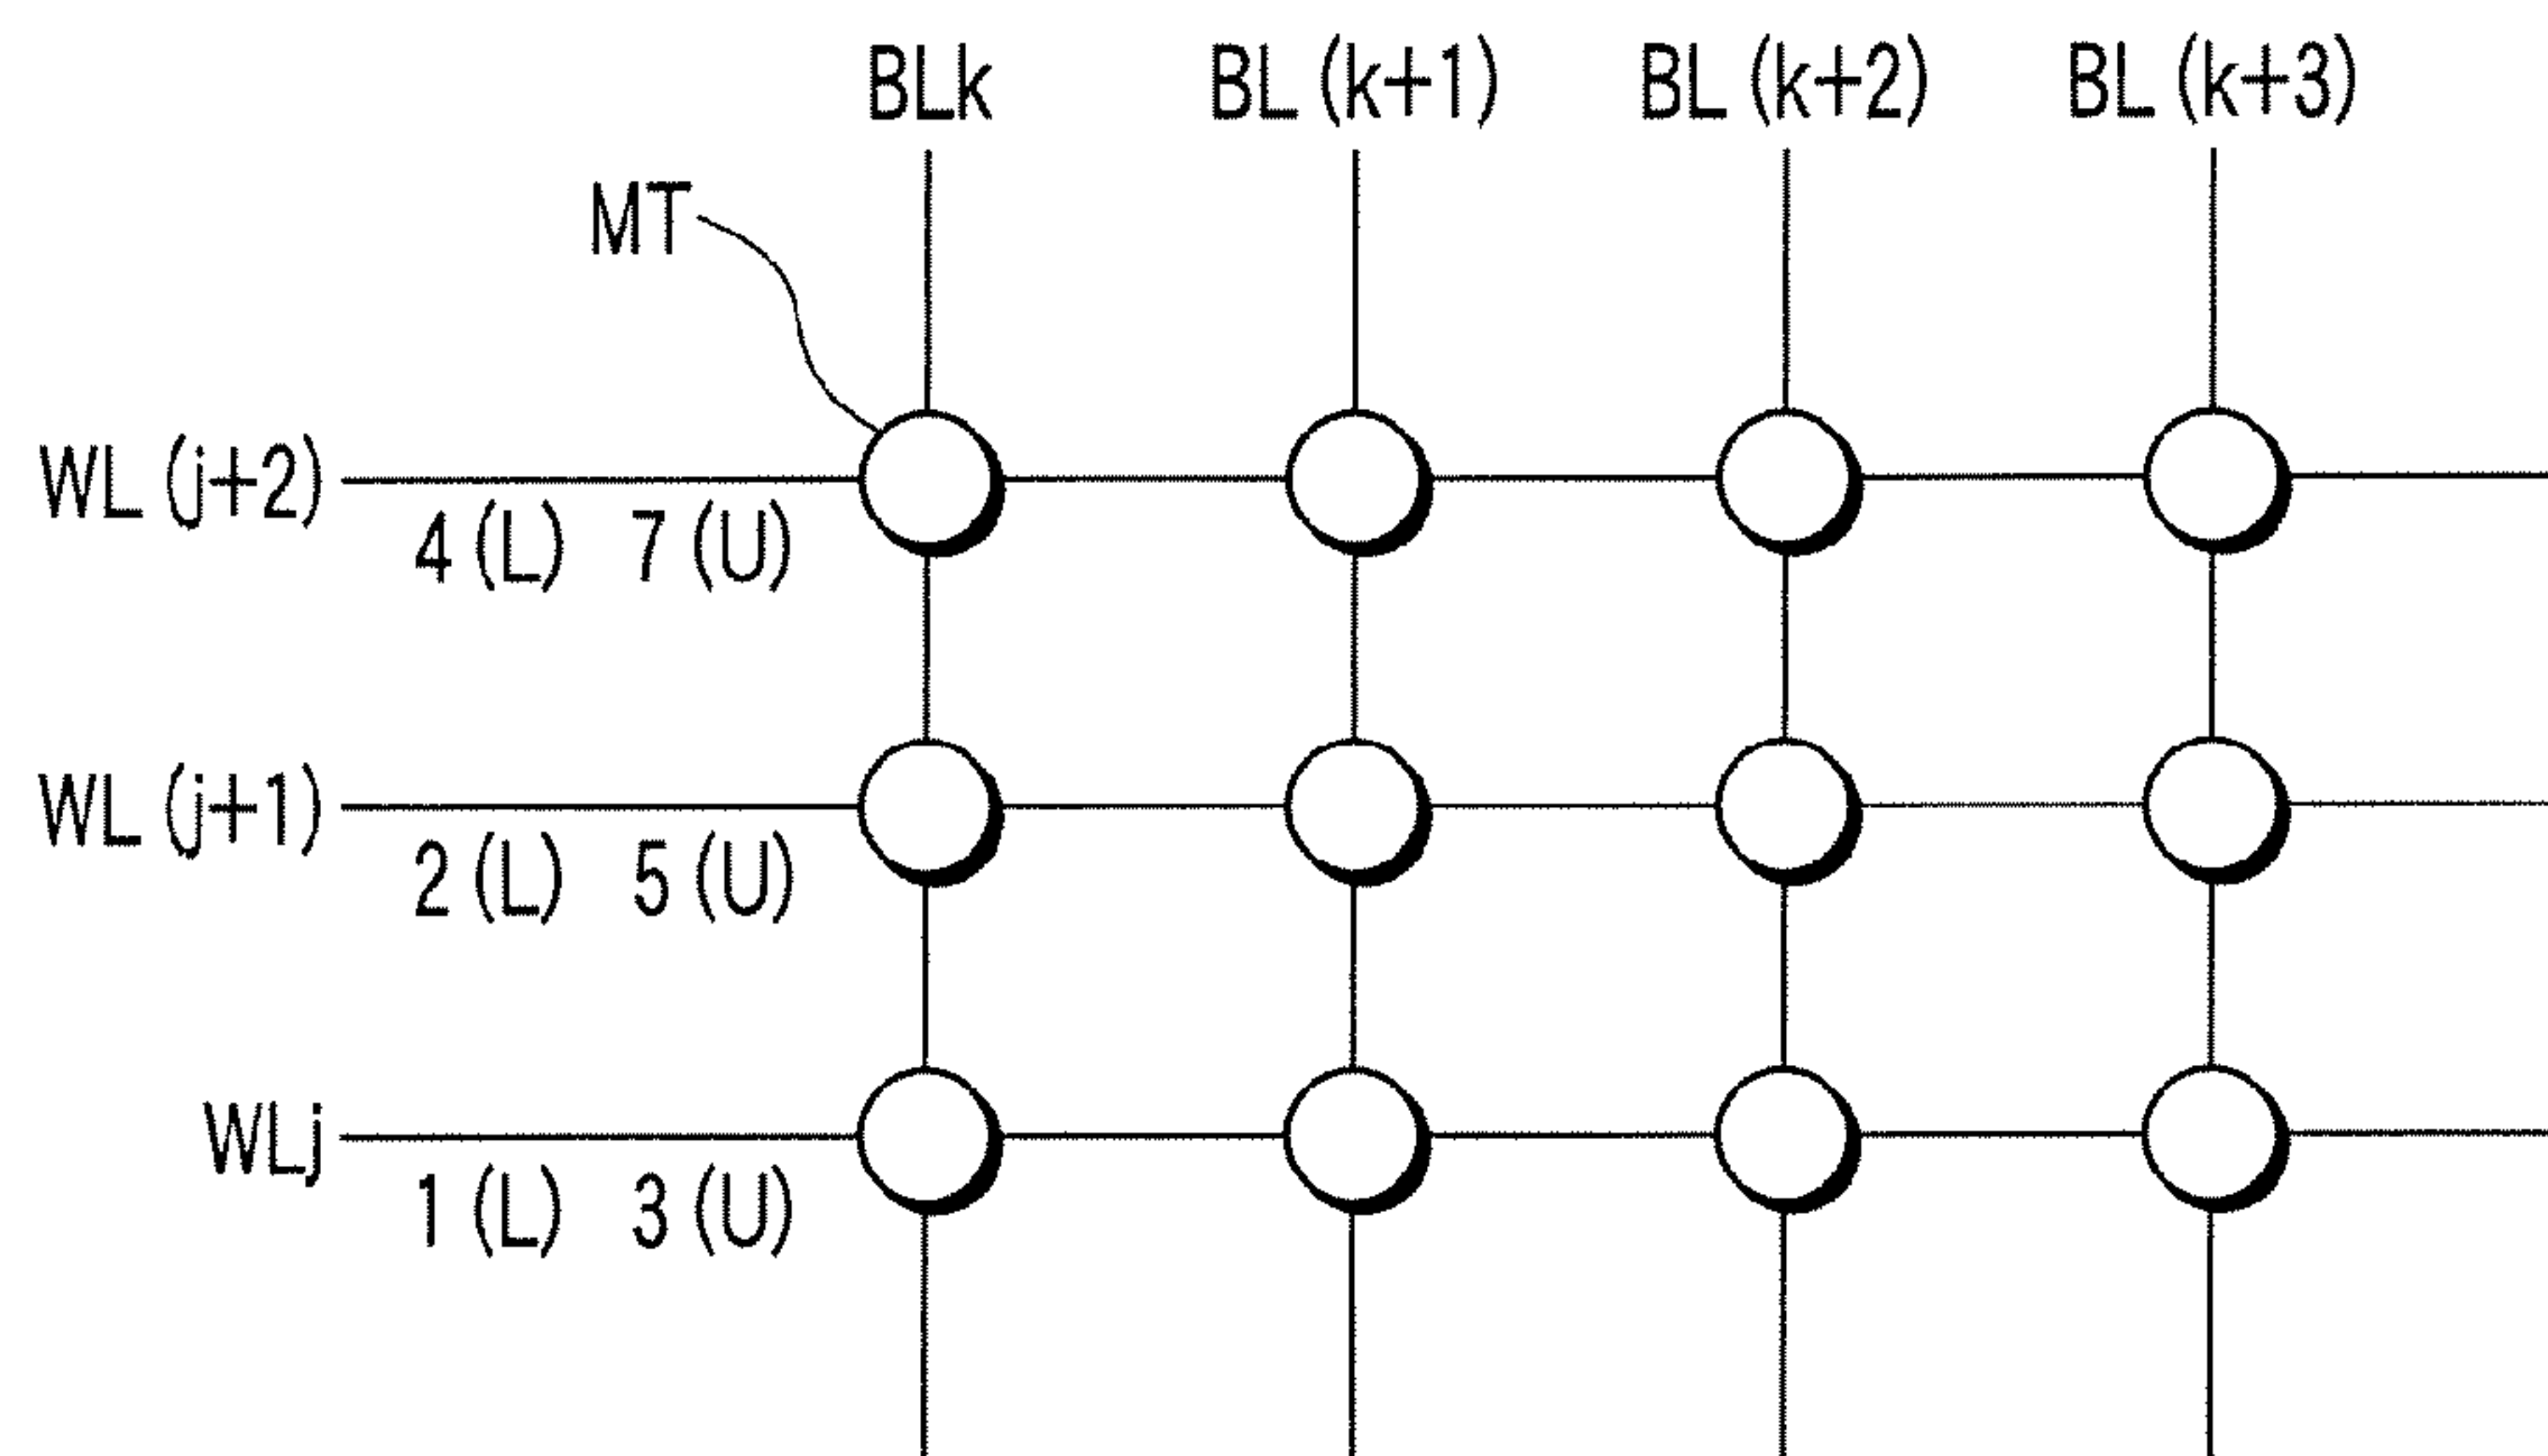 BLk BL (k+1) BL (k+2) BL (k+3)
MT
WL (j+2)
4 (L) 7 (U)
WL (j+1)
2 (L) 5 (U)
WLj
1 (L) 3 (U)